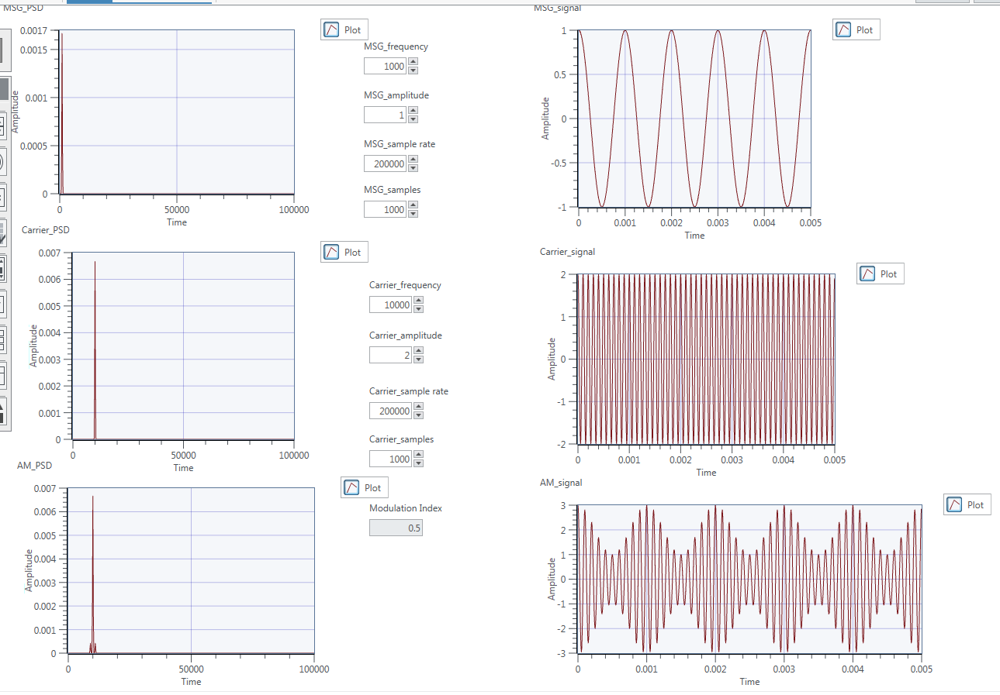 MSG_PSD
Plot
0.0017
0.0015
0.001
0.0005
0
Amplitude
0 50000 100000
Time
MSG_frequency
1000
MSG_amplitude
1
MSG_sample rate
200000
MSG_samples
1000
MSG_signal
Plot
1
0.5
0
-0.5
-1
Amplitude
0 0.001 0.002 0.003 0.004 0.005
Time
Carrier_PSD
Plot
0.007
0.006
0.005
0.004
0.003
0.002
0.001
0
Amplitude
0 50000 100000
Time
Carrier_frequency
10000
Carrier_amplitude
2
Carrier_sample rate
200000
Carrier_samples
1000
Carrier_signal
Plot
2
1
0
-1
-2
Amplitude
0 0.001 0.002 0.003 0.004 0.005
Time
AM_PSD
Plot
0.007
0.006
0.005
0.004
0.003
0.002
0.001
0
Amplitude
0 50000 100000
Time
Modulation Index
0.5
AM_signal
Plot
3
2
1
0
-1
-2
-3
Amplitude
0 0.001 0.002 0.003 0.004 0.005
Time